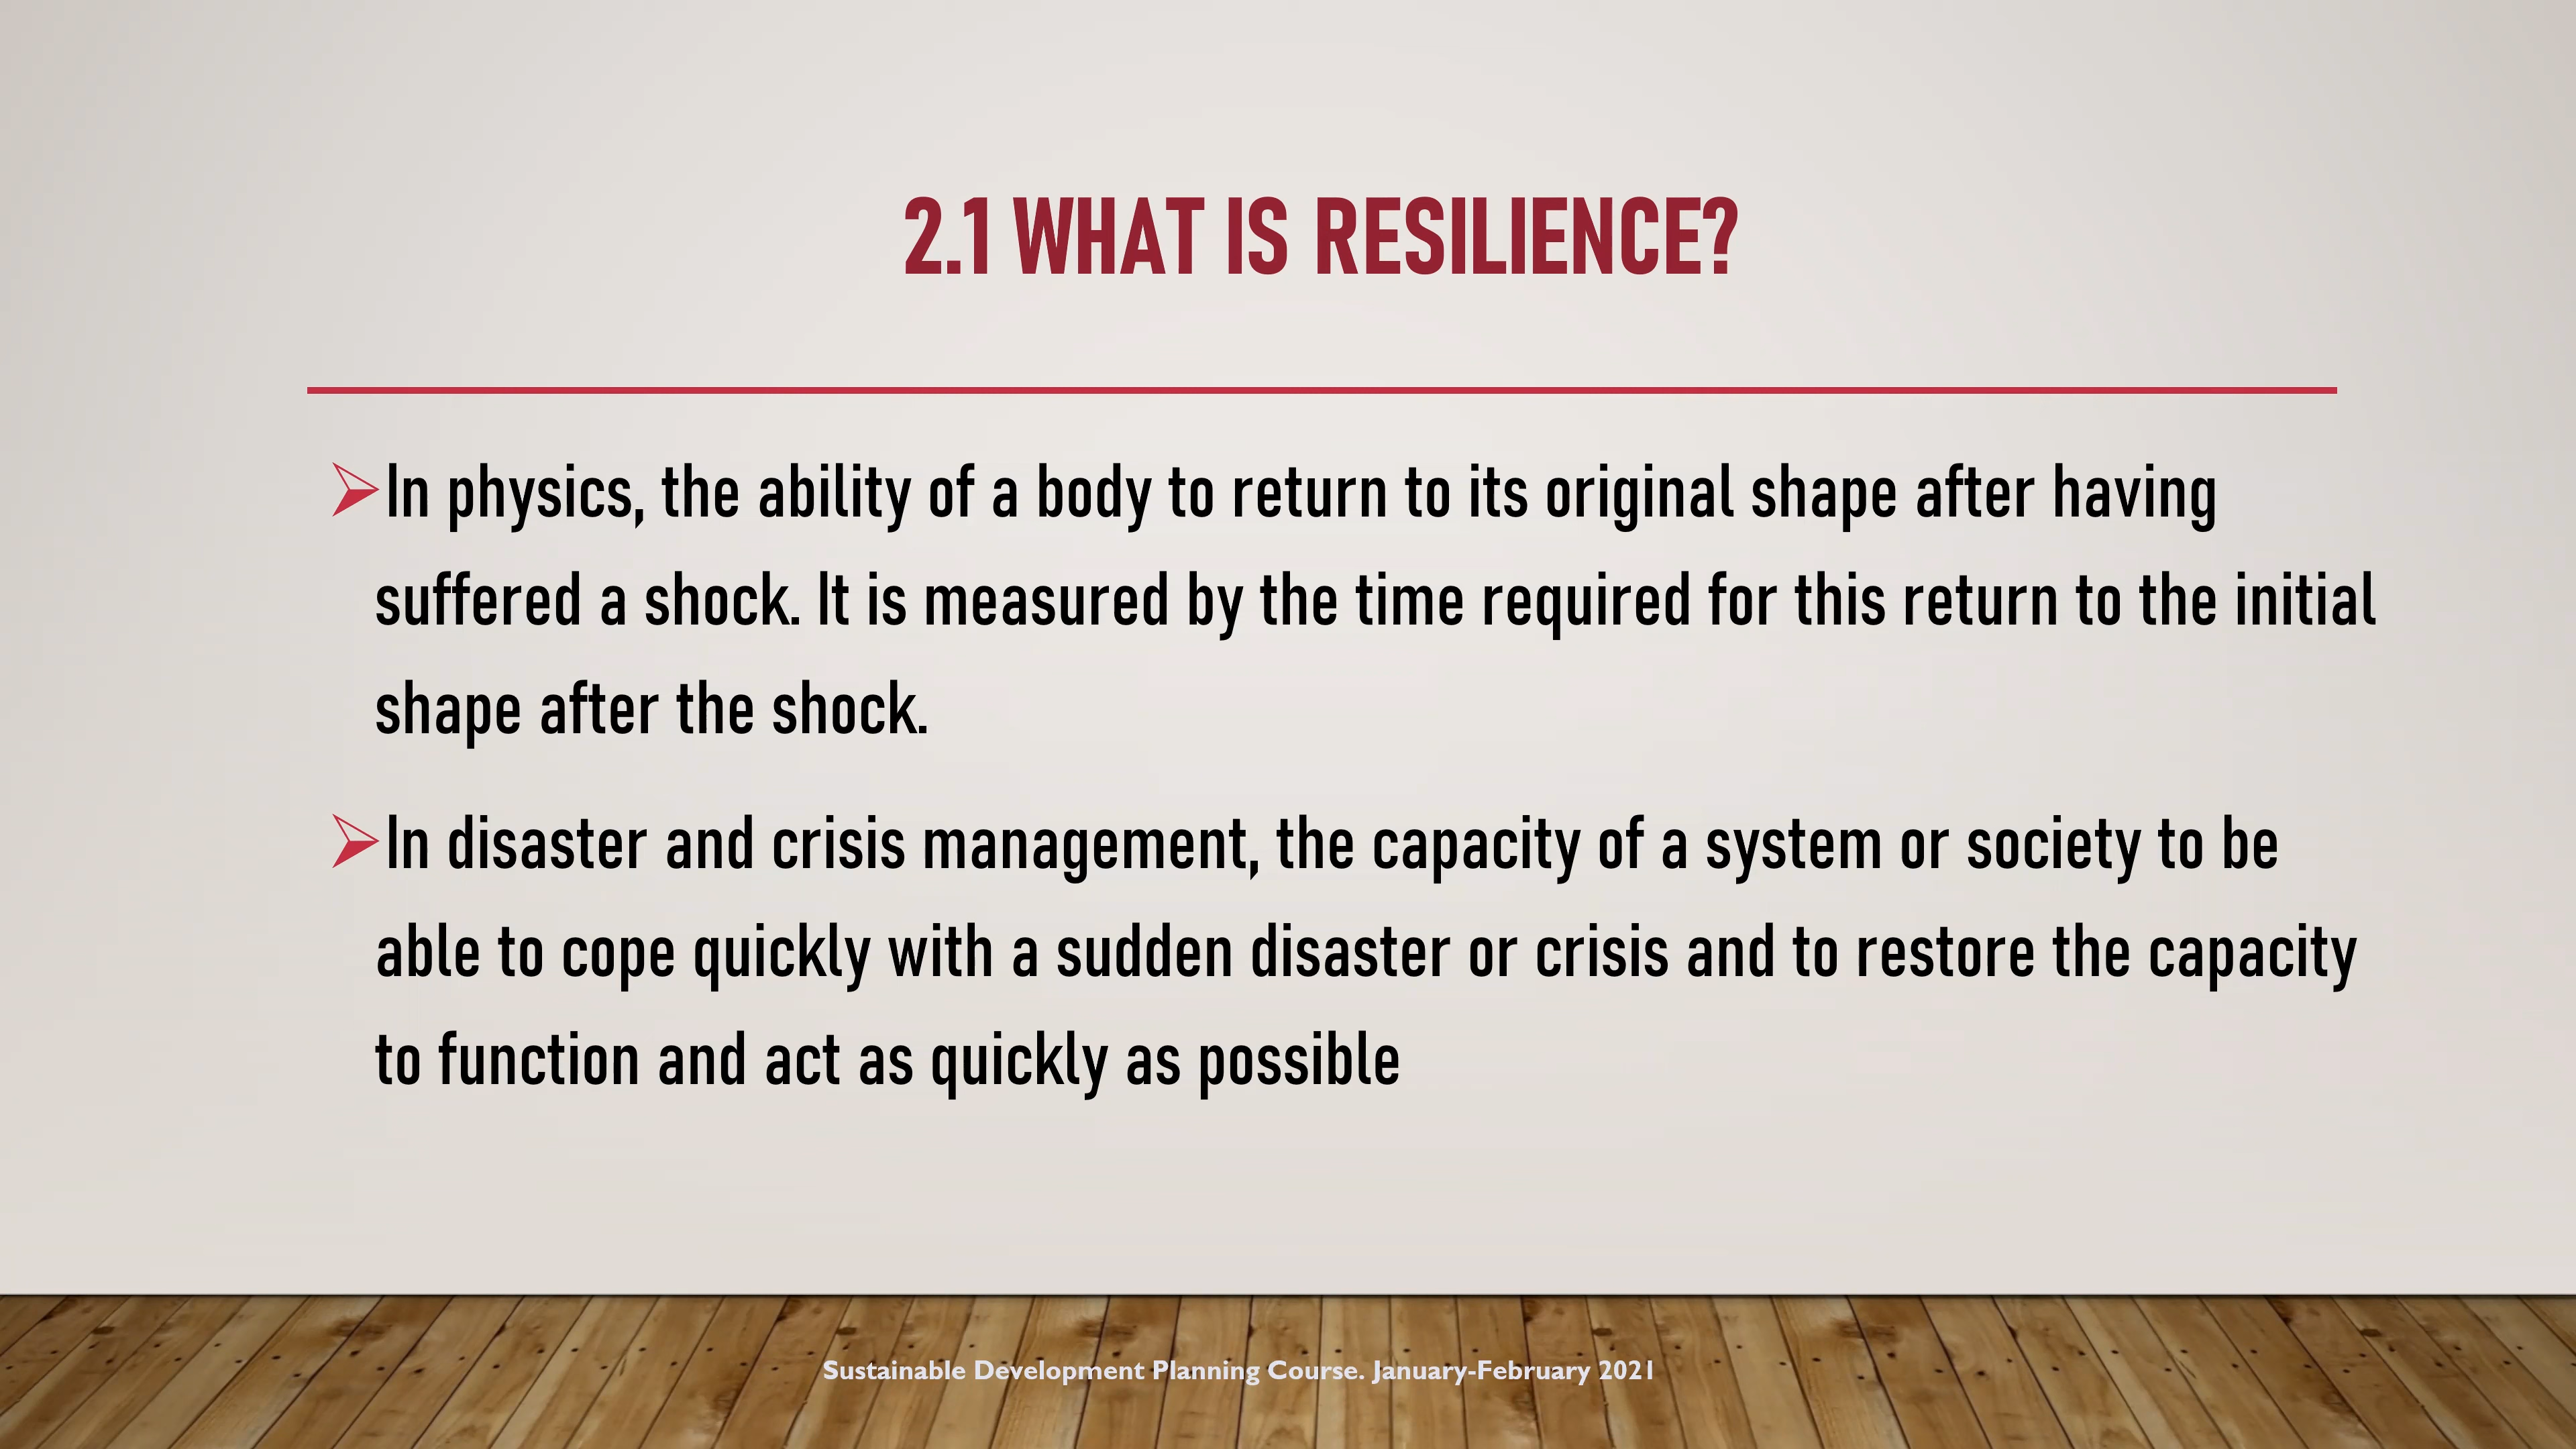 2.1 WHAT IS RESILIENCE?
In physics, the ability of a body to return to its original shape after having
suffered a shock. It is measured by the time required for this return to the initial
shape after the shock.
In disaster and crisis management, the capacity of a system or society to be
able to cope quickly with a sudden disaster or crisis and to restore the capacity
to function and act as quickly as possible
Sustainable Development Planning Course. January-February 2021